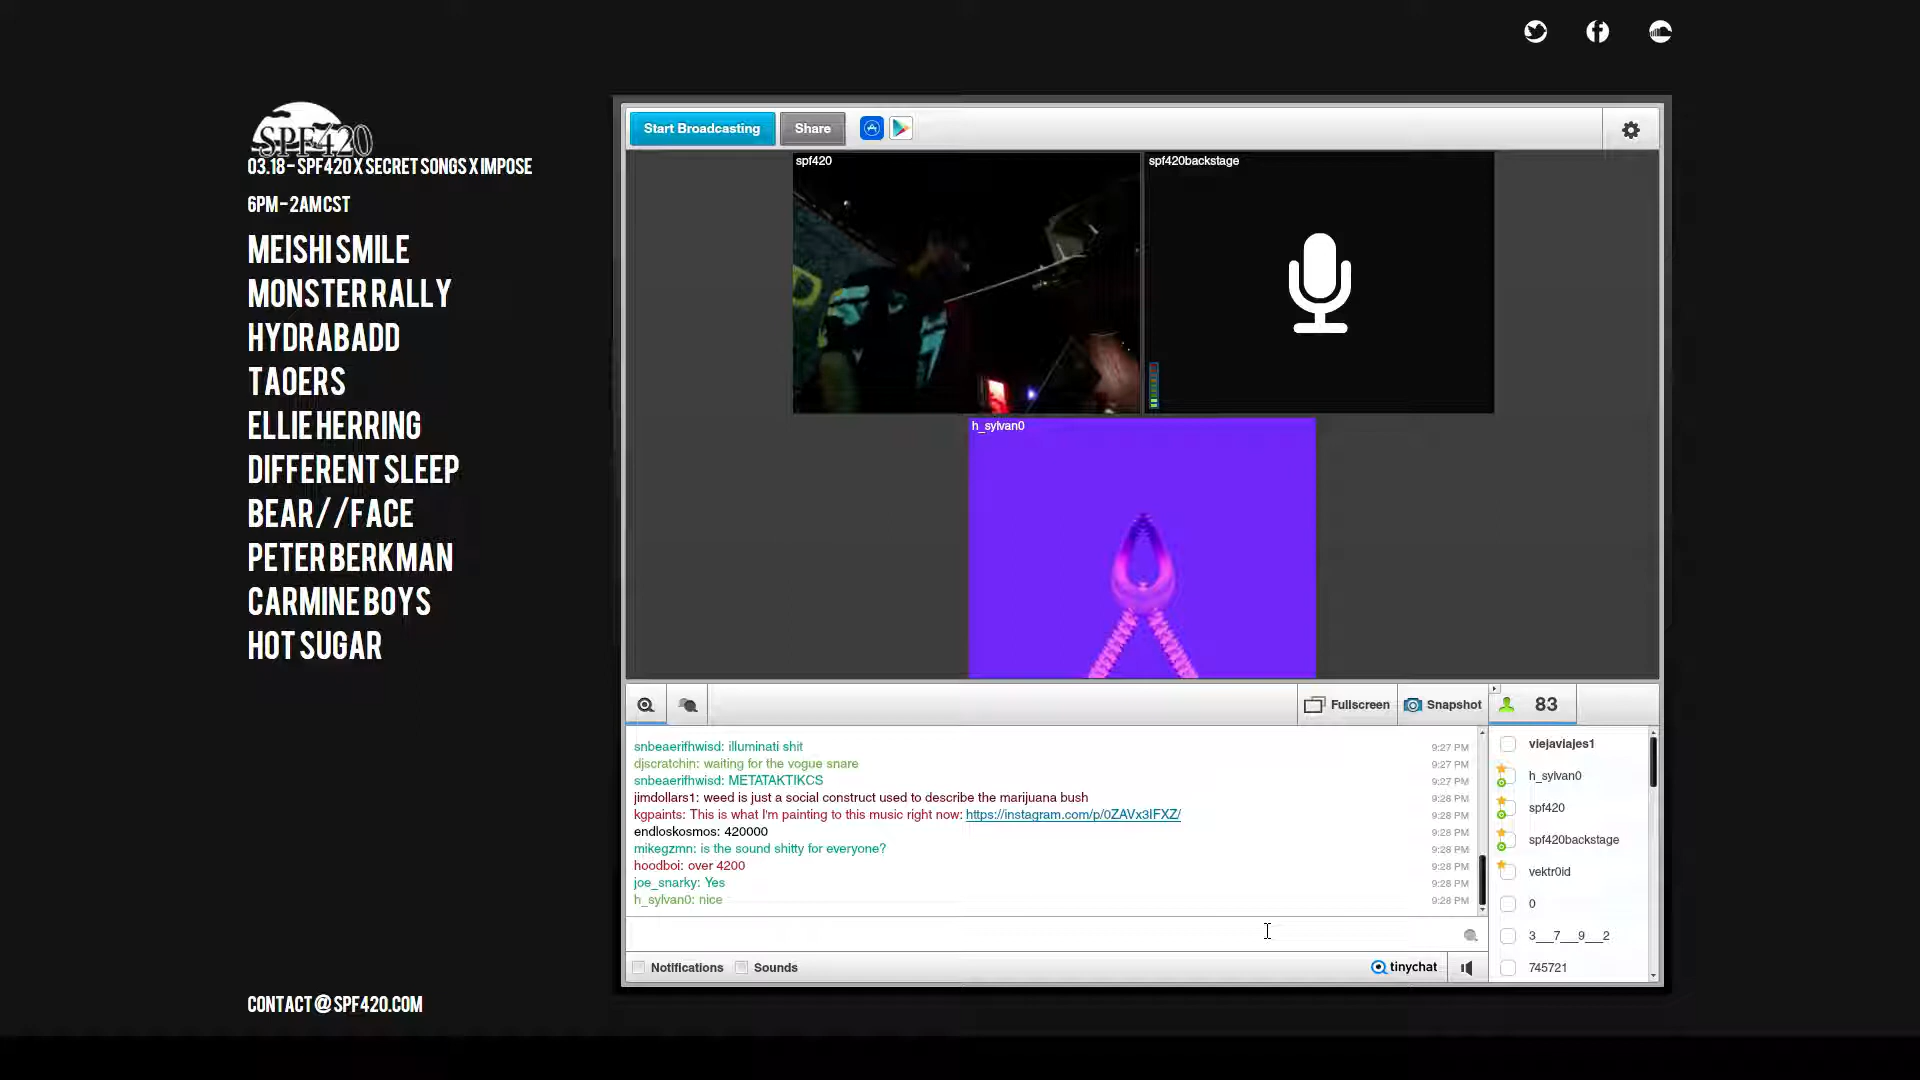 SPF420
03.18 – SPF420 X SECRET SONGS X IMPOSE
6PM – 2AM CST
MEISHI SMILE
MONSTER RALLY
HYDRABADD
TAOERS
ELLIE HERRING
DIFFERENT SLEEP
BEAR//FACE
PETER BERKMAN
CARMINE BOYS
HOT SUGAR
CONTACT@SPF420.COM
Start Broadcasting
Share
spf420
spf420backstage
h_sylvan0
Fullscreen
Snapshot
83
snbeaerifhwisd: illuminati shit 9:27 PM
djscratchin: waiting for the vogue snare 9:27 PM
snbeaerifhwisd: METATAKTIKCS 9:27 PM
jimdollars1: weed is just a social construct used to describe the marijuana bush 9:28 PM
kgpaints: This is what I'm painting to this music right now: https://instagram.com/p/0ZAVx3IFXZ/ 9:28 PM
endloskosmos: 420000 9:28 PM
mikegzmn: is the sound shitty for everyone? 9:28 PM
hoodboi: over 4200 9:28 PM
joe_snarky: Yes 9:28 PM
h_sylvan0: nice 9:28 PM
Notifications
Sounds
tinychat
viejaviajes1
h_sylvan0
spf420
spf420backstage
vektr0id
0
3__7__9__2
745721